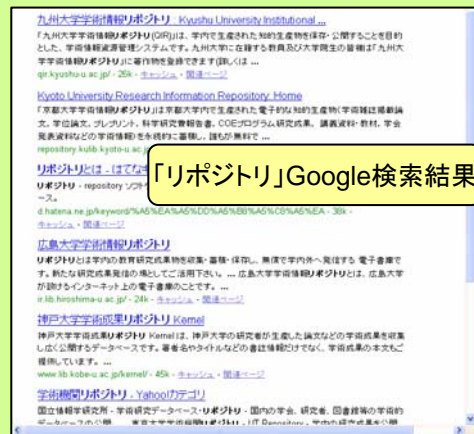 九州大学学術情報リポジトリ : Kyushu University Institutional ...
「九州大学学術情報リポジトリ(QIR)」は、学内で生産された知的生産物を保存・公開することを目的
とした、学術情報資源管理システムです。九州大学に在籍する教員及び大学院生の皆様は「九州大
学学術情報リポジトリ」に著作物を登録できます(詳しくは ...
qir.kyushu-u.ac.jp/ - 26k - キャッシュ - 関連ページ
Kyoto University Research Information Repository: Home
「京都大学学術情報リポジトリ」は京都大学内で生産された電子的な知的生産物(学術雑誌掲載論
文、学位論文、プレプリント、科学研究費報告書、COEプログラム研究成果、講義資料・教材、学会
発表資料などの学術情報)を永続的に蓄積し、誰もが無料で ...
repository.kulib.kyoto-u.ac.jp
リポジトリとは - はてなキ
リポジトリ - repository ソフト
ース。
「リポジトリ」Google検索結果
d.hatena.ne.jp/keyword/%A5%EA%A5%DD%A5%B8%A5%C8%A5%EA - 38k -
キャッシュ - 関連ページ
広島大学学術情報リポジトリ
リポジトリとは学内の教育研究成果物を収集・蓄積・保存し、無償で学内外へ発信する 電子書庫で
す。新たな研究成果発信の場としてご活用下さい。 ... 広島大学学術情報リポジトリとは、広島大学
が設けるインターネット上の電子書庫のことです。 ...
ir.lib.hiroshima-u.ac.jp/ - 24k - キャッシュ - 関連ページ
神戸大学学術成果リポジトリ Kernel
神戸大学学術成果リポジトリ Kernel は、神戸大学の研究者が生産した論文などの学術成果を収集
し広く公開するデータベースです。著者名やタイトルなどの書誌情報だけでなく、学術成果の本文もご
提供しています。 ...
www.lib.kobe-u.ac.jp/kernel/ - 45k - キャッシュ - 関連ページ
学術機関リポジトリ - Yahoo!カテゴリ
国立情報学研究所 - 学術研究データベース・リポジトリ - 国内の学会、研究者、図書館等の学術的